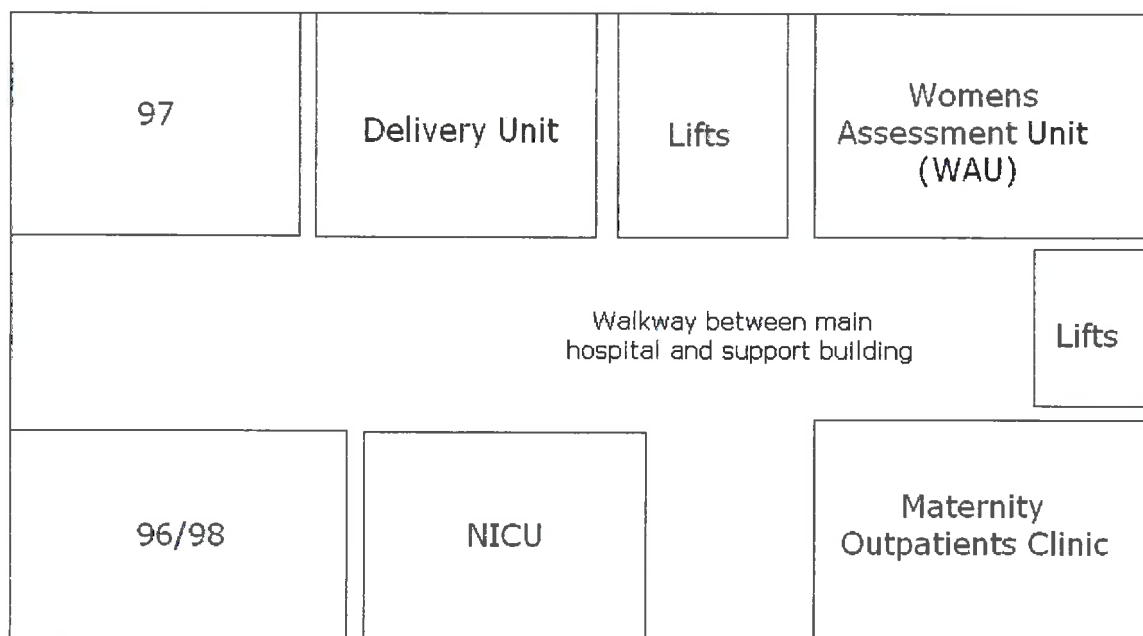 97
Delivery Unit
Lifts
Womens
Assessment Unit
(WAU)
Walkway between main
hospital and support building
Lifts
96/98
NICU
Maternity
Outpatients Clinic